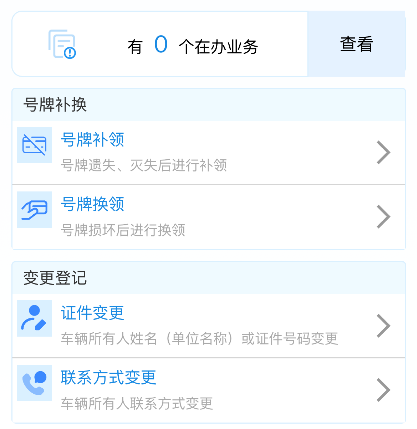 有 0 个在办业务
查看
号牌补换
号牌补领
号牌遗失、灭失后进行补领
号牌换领
号牌损坏后进行换领
变更登记
证件变更
车辆所有人姓名（单位名称）或证件号码变更
联系方式变更
车辆所有人联系方式变更